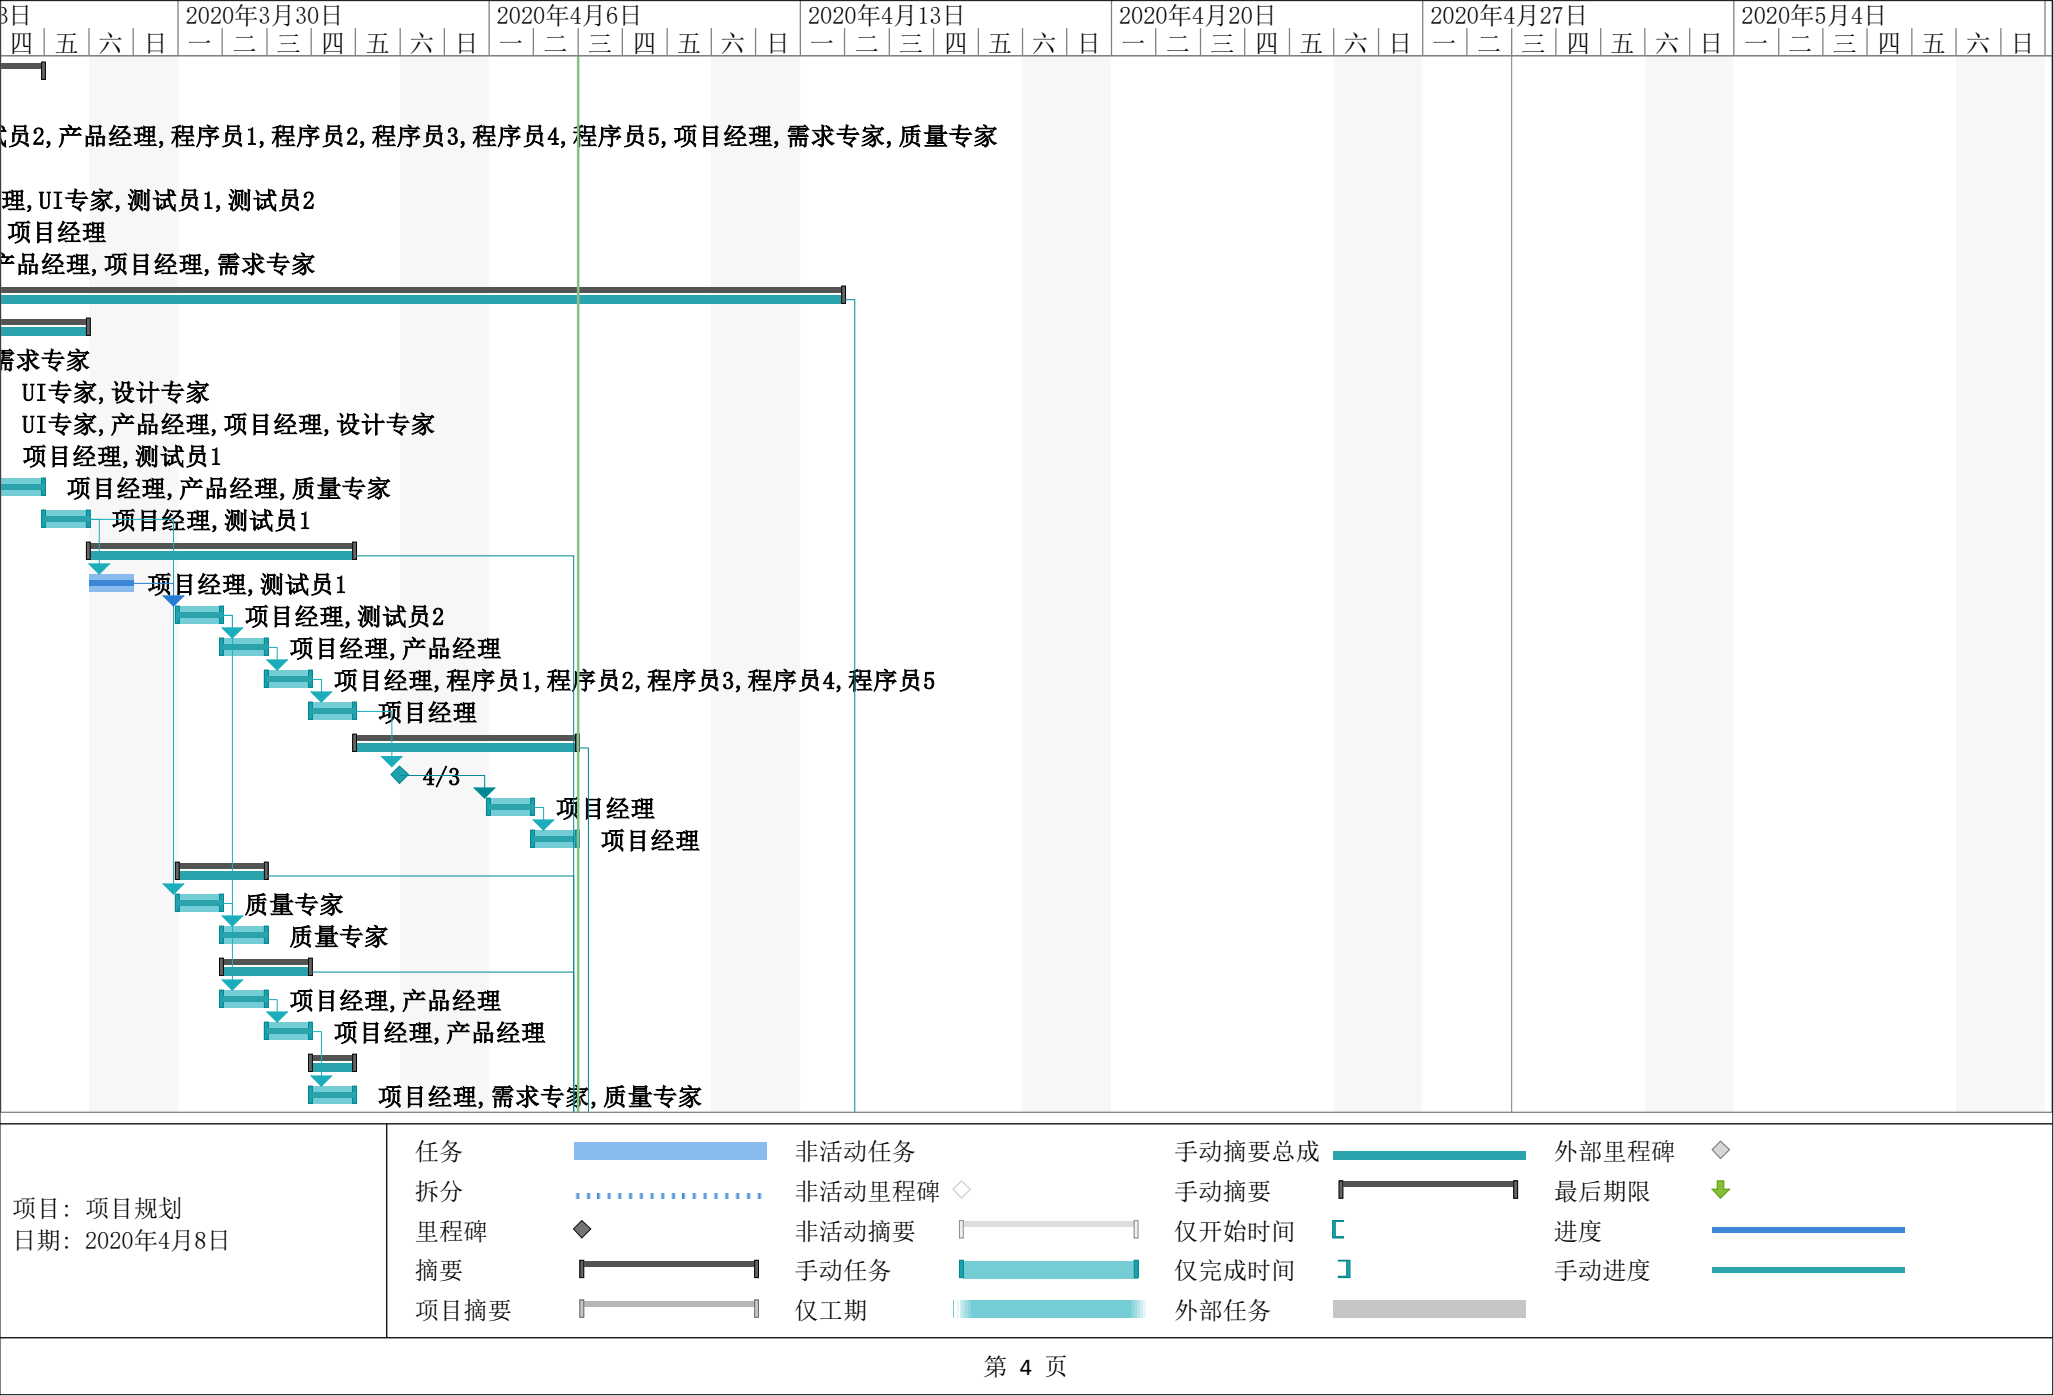 3日 2020年3月30日 2020年4月6日 2020年4月13日 2020年4月20日 2020年4月27日 2020年5月4日
四 五 六 日 一 二 三 四 五 六 日 一 二 三 四 五 六 日 一 二 三 四 五 六 日 一 二 三 四 五 六 日 一 二 三 四 五 六 日 一 二 三 四 五 六 日
员2,产品经理,程序员1,程序员2,程序员3,程序员4,程序员5,项目经理,需求专家,质量专家
理,UI专家,测试员1,测试员2
项目经理
产品经理,项目经理,需求专家
需求专家
UI专家,设计专家
UI专家,产品经理,项目经理,设计专家
项目经理,测试员1
项目经理,产品经理,质量专家
项目经理,测试员1
项目经理,测试员1
项目经理,测试员2
项目经理,产品经理
项目经理,程序员1,程序员2,程序员3,程序员4,程序员5
项目经理
4/3
项目经理
项目经理
质量专家
质量专家
项目经理,产品经理
项目经理,产品经理
项目经理,需求专家,质量专家
项目: 项目规划
日期: 2020年4月8日
任务 非活动任务 手动摘要总成 外部里程碑
拆分 非活动里程碑 手动摘要 最后期限
里程碑 非活动摘要 仅开始时间 进度
摘要 手动任务 仅完成时间 手动进度
项目摘要 仅工期 外部任务
第 4 页